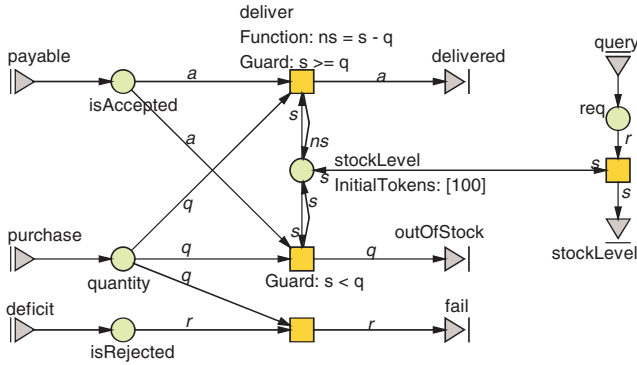 deliver
Function: ns = s - q
Guard: s >= q
payable
a
a
delivered
query
isAccepted
s
req
a
ns
r
stockLevel
s
s
InitialTokens: [100]
s
q
s
purchase
q
s
q
outOfStock
stockLevel
quantity
q
Guard: s < q
deficit
fail
r
r
isRejected